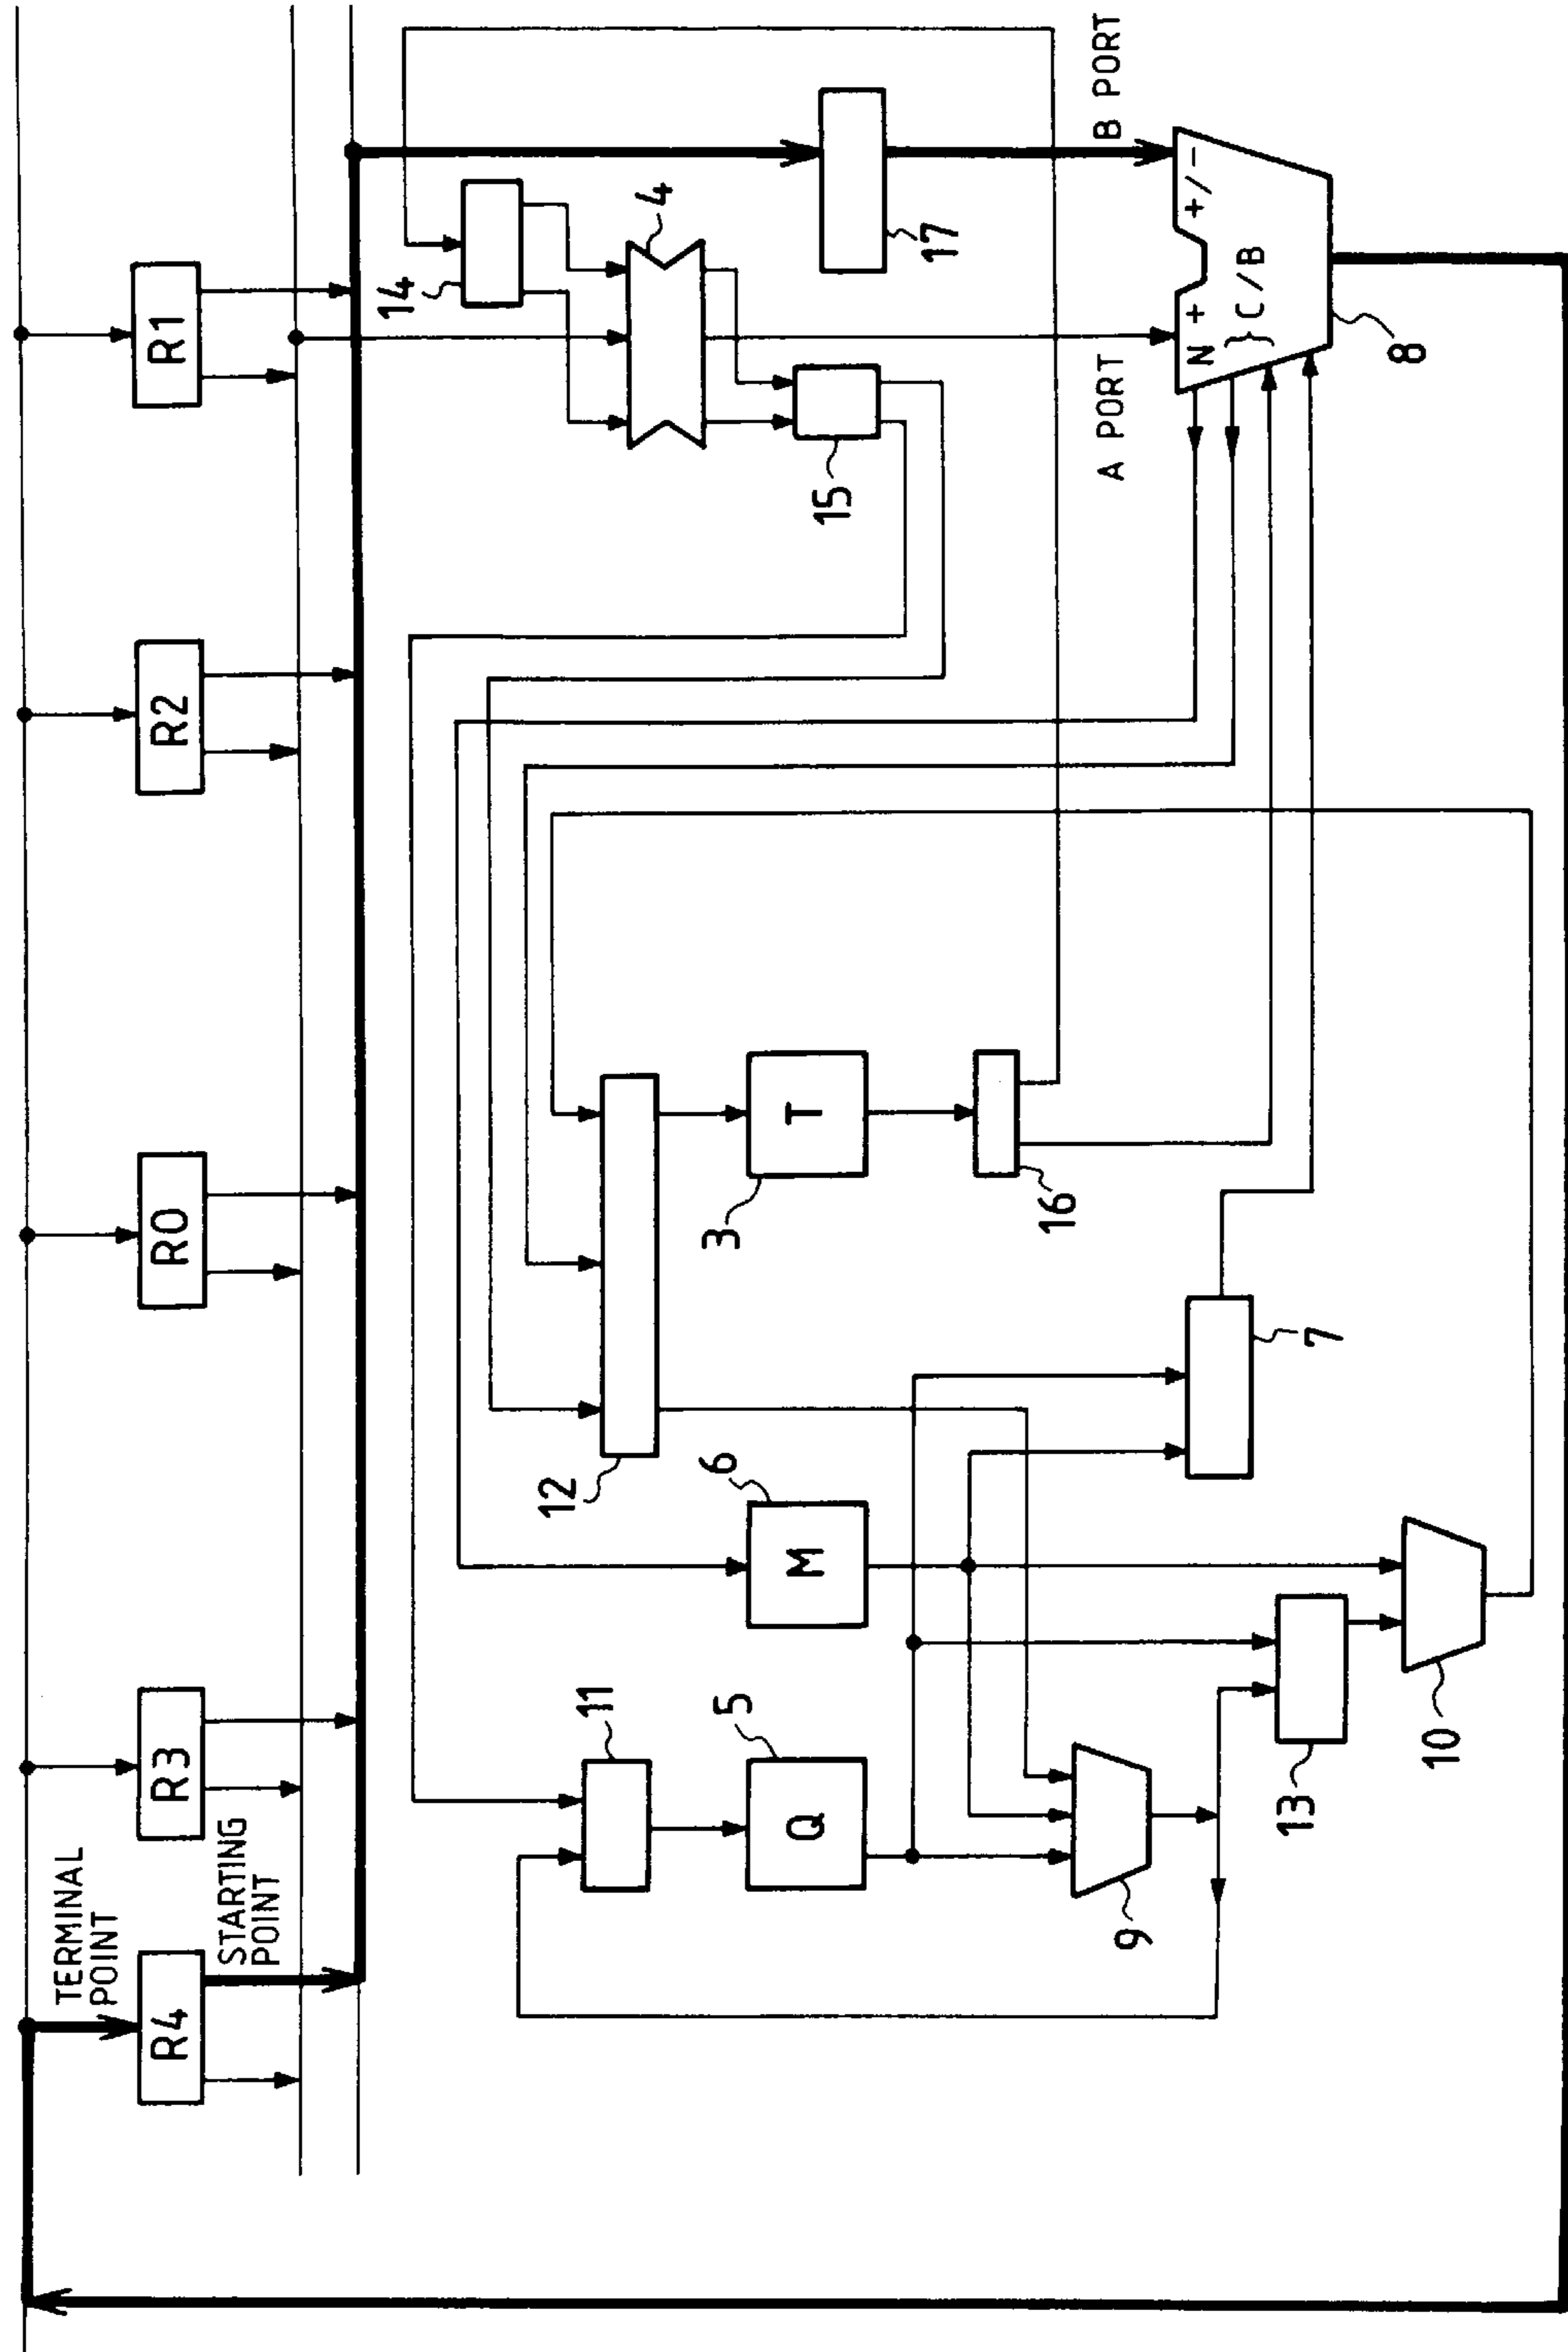 TERMINAL
POINT
R4
R3
R0
R2
R1
STARTING
POINT
14
4
12
11
6
3
5
Q
M
T
15
17
16
A PORT
B PORT
9
7
N + +/-
} C/B
13
8
10